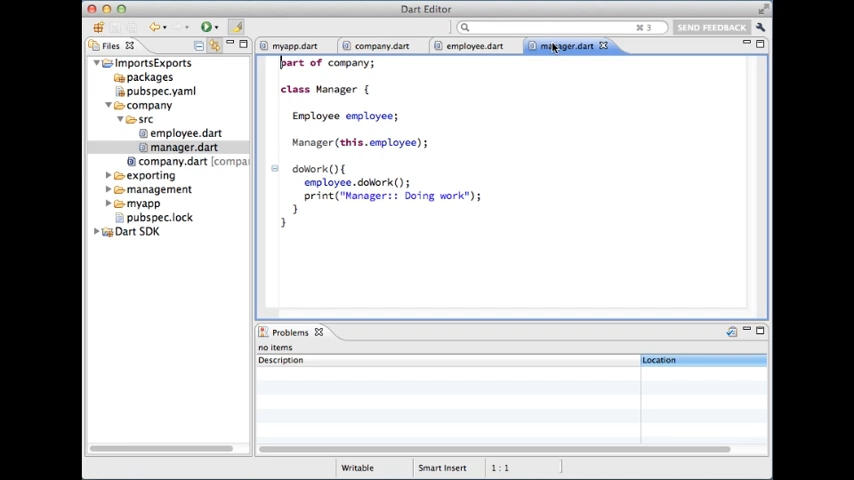 Dart Editor
⌘ 3
SEND FEEDBACK
Files
myapp.dart
company.dart
employee.dart
manager.dart
ImportsExports
packages
pubspec.yaml
company
src
employee.dart
manager.dart
company.dart [compa
exporting
management
myapp
pubspec.lock
Dart SDK
part of company;
class Manager {
Employee employee;
Manager(this.employee);
doWork(){
employee.doWork();
print("Manager:: Doing work");
}
}
Problems
no items
Description
Location
Writable
Smart Insert
1 : 1